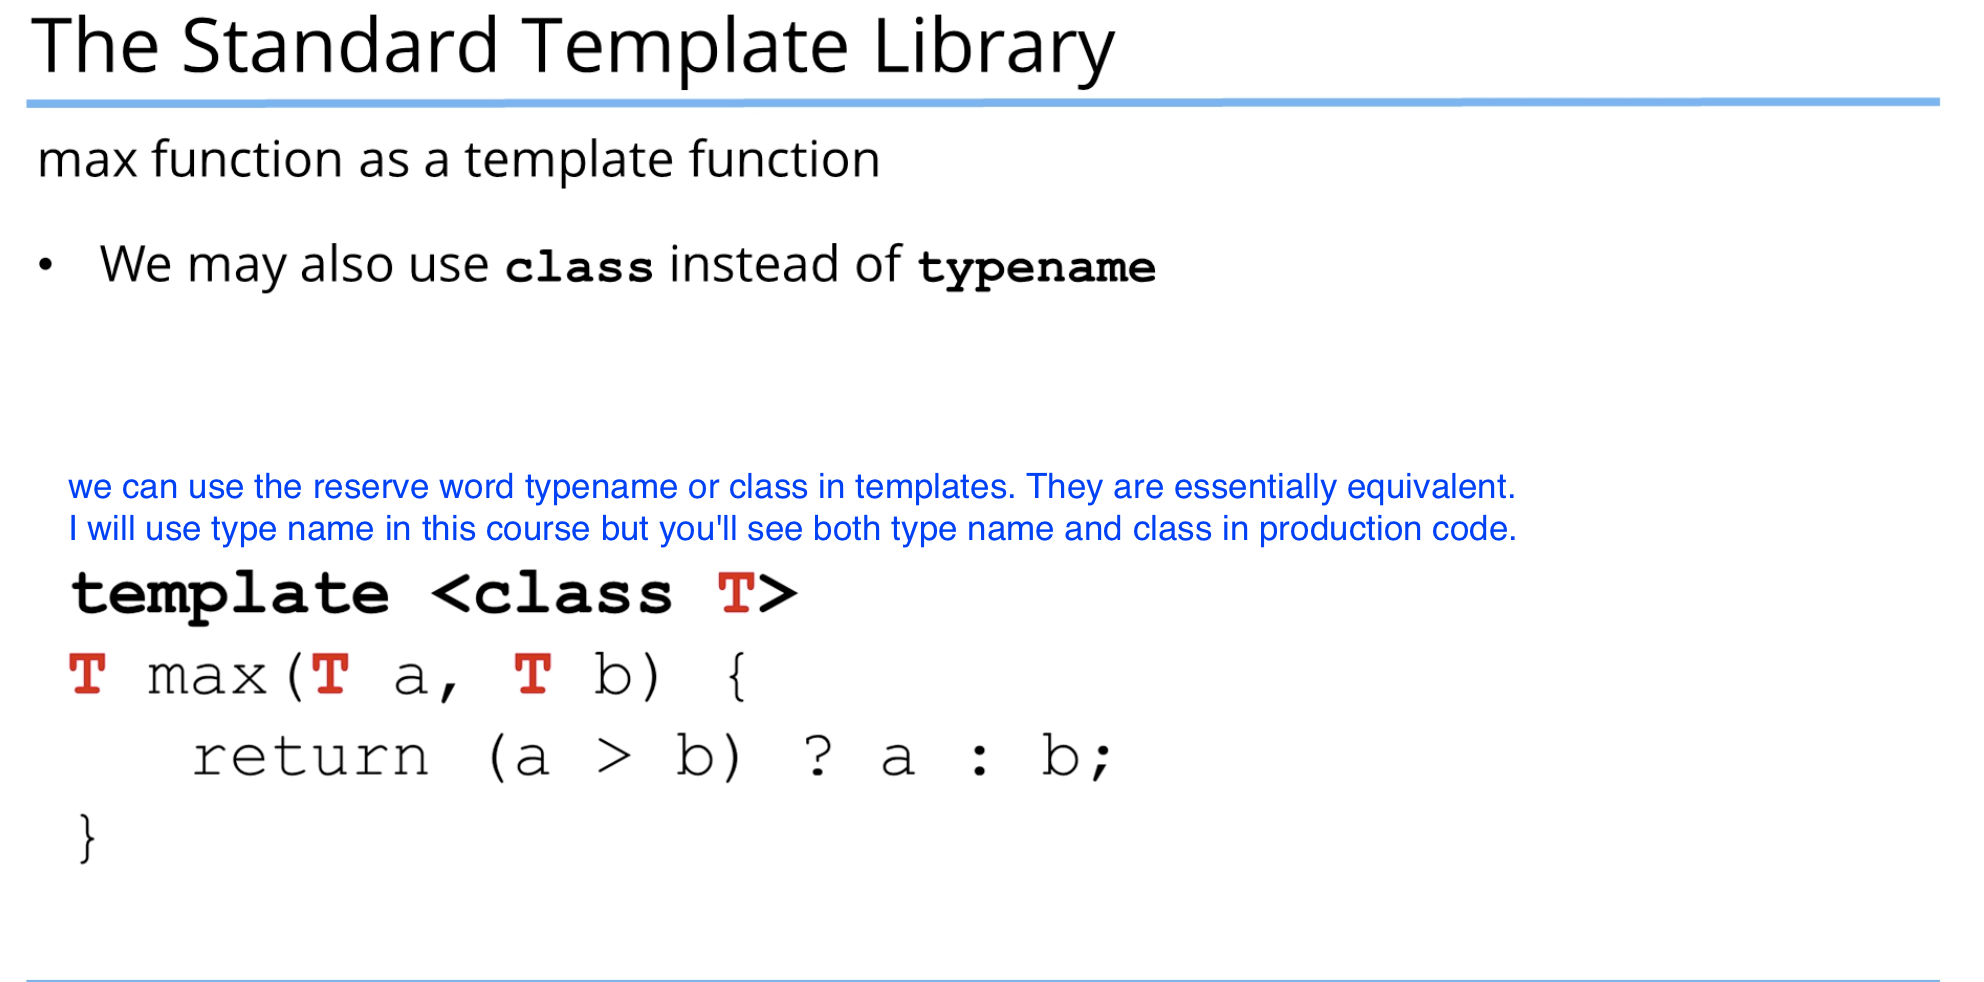 The Standard Template Library
max function as a template function
• We may also use class instead of typename
we can use the reserve word typename or class in templates. They are essentially equivalent.
I will use type name in this course but you'll see both type name and class in production code.
template <class T>
T max(T a, T b) {
   return (a > b) ? a : b;
}